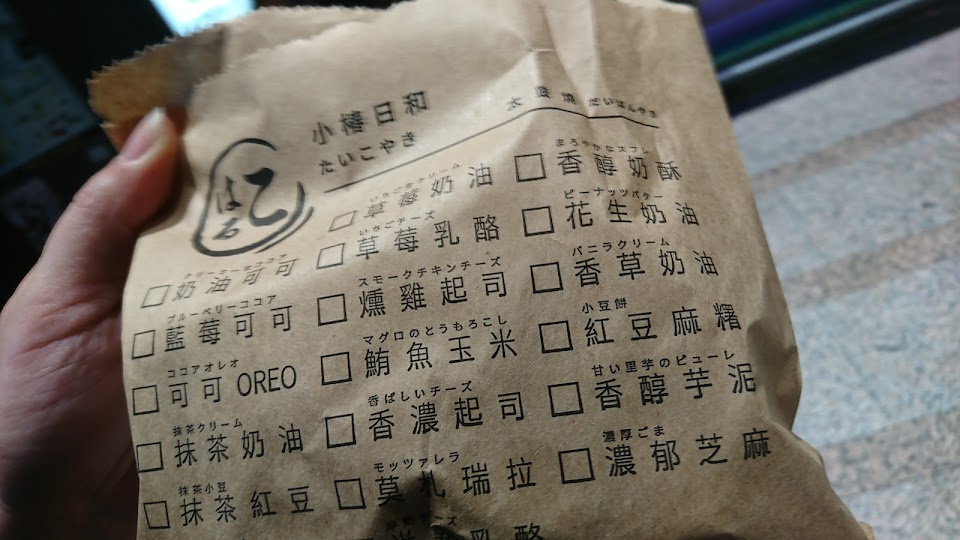 小椿日和
たいこやき
太鼓燒 だいばんやき
こはる
奶油可可
ブルーベリーココア
藍莓可可
ココアオレオ
可可 OREO
抹茶クリーム
抹茶奶油
抹茶小豆
抹茶紅豆
いちごクリーム
草莓奶油
いちごチーズ
草莓乳酪
スモークチキンチーズ
燻雞起司
マグロのとうもろこし
鮪魚玉米
香ばしいチーズ
香濃起司
モッツァレラ
莫札瑞拉
香醇奶酥
ピーナッツバター
花生奶油
バニラクリーム
香草奶油
小豆餅
紅豆麻糬
甘い里芋のピューレ
香醇芋泥
濃厚ごま
濃郁芝麻